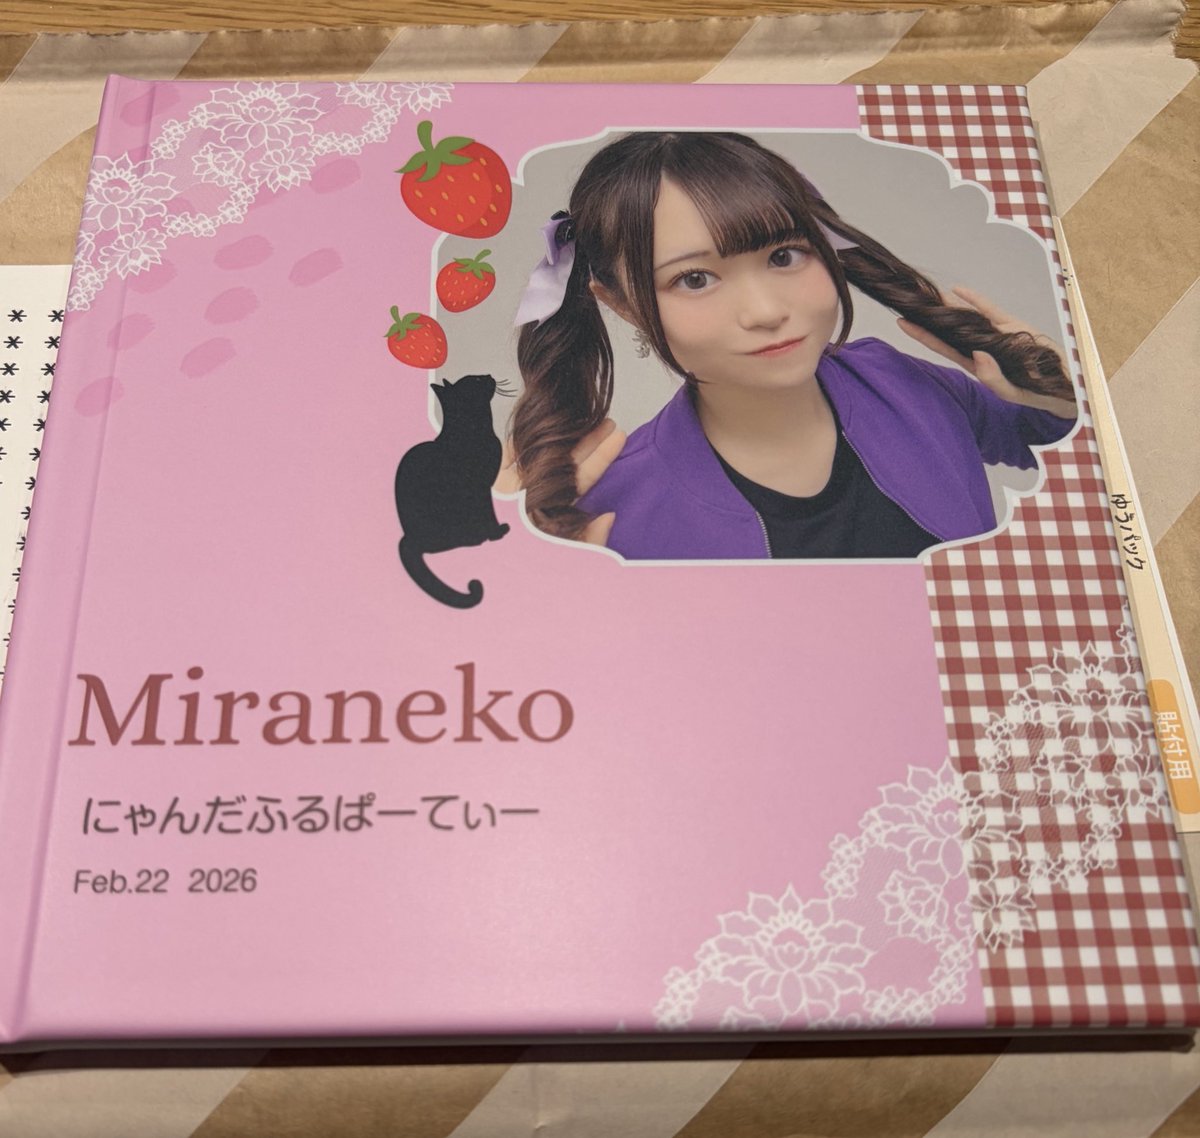 Miraneko
にゃんだふるぱーてぃー
Feb.22 2026
ゆうパック
貼付用